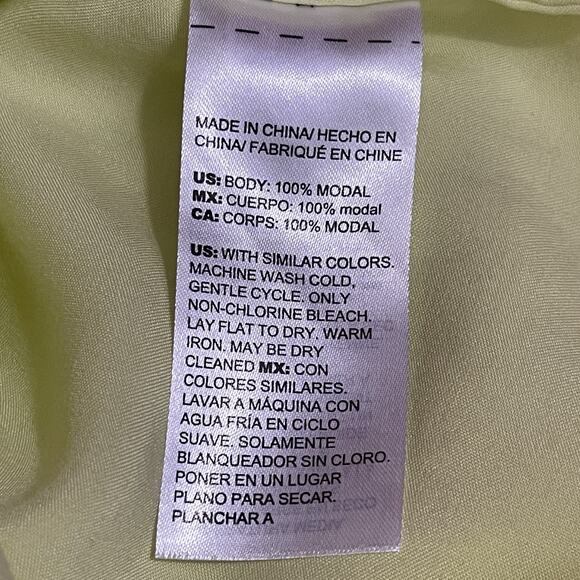 MADE IN CHINA/ HECHO EN
CHINA/ FABRIQUÉ EN CHINE
US: BODY: 100% MODAL
MX: CUERPO: 100% modal
CA: CORPS: 100% MODAL
US: WITH SIMILAR COLORS.
MACHINE WASH COLD,
GENTLE CYCLE. ONLY
NON-CHLORINE BLEACH.
LAY FLAT TO DRY. WARM
IRON. MAY BE DRY
CLEANED MX: CON
COLORES SIMILARES.
LAVAR A MÁQUINA CON
AGUA FRÍA EN CICLO
SUAVE. SOLAMENTE
BLANQUEADOR SIN CLORO.
PONER EN UN LUGAR
PLANO PARA SECAR.
PLANCHAR A